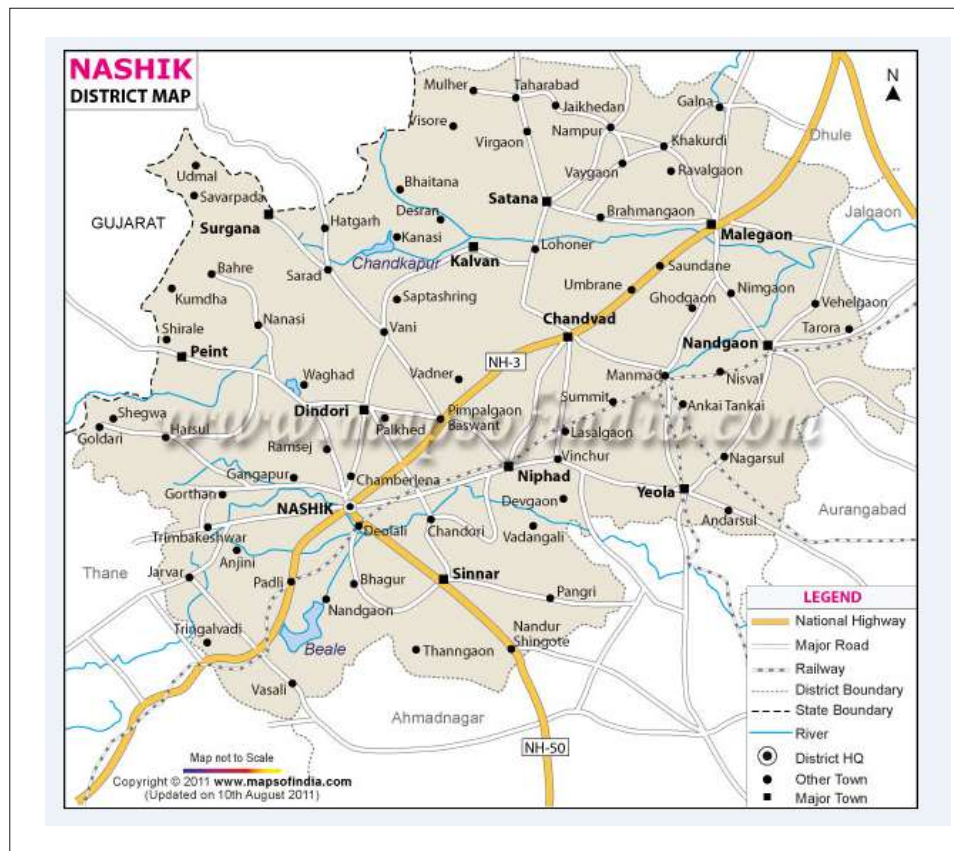 NASHIK
DISTRICT MAP
N
Mulher
Taharabad
Jaikhedan
Galna
Visore
Virgaon
Nampur
Khakurdi
Dhule
Udmal
Savarpada
Bhaitana
Vaygaon
Ravalgaon
Satana
Brahmangaon
Jalgaon
GUJARAT
Surgana
Hatgarh
Desran
Kanasi
Malegaon
Chandkapur
Kalvan
Lohoner
Bahre
Sarad
Saundane
Kumdha
Saptashring
Umbrane
Ghodgaon
Nimgaon
Vehelgaon
Shirale
Nanasi
Vani
Chandvad
Tarora
Nandgaon
Peint
NH-3
Waghad
Vadner
Manmad
Nisval
Shegwa
Dindori
Summit
Ankai Tankai
Pimpalgaon
Baswant
www.mapsofindia.com
Goldari
Harsul
Palkhed
Ramsej
Lasalgaon
Vinchur
Nagarsul
Gangapur
Chamberlena
Niphad
Gorthan
Devgaon
Yeola
NASHIK
Andarsul
Aurangabad
Trimbakeshwar
Deolali
Chandori
Vadangali
Anjini
Thane
Jarvar
Padli
Bhagur
Sinnar
Pangri
Nandgaon
Tringalvadi
Beale
Thanngaon
Nandur
Shingote
Vasali
Ahmadnagar
NH-50
LEGEND
National Highway
Major Road
Railway
District Boundary
State Boundary
River
District HQ
Other Town
Major Town
Map not to Scale
Copyright © 2011 www.mapsofindia.com
(Updated on 10th August 2011)